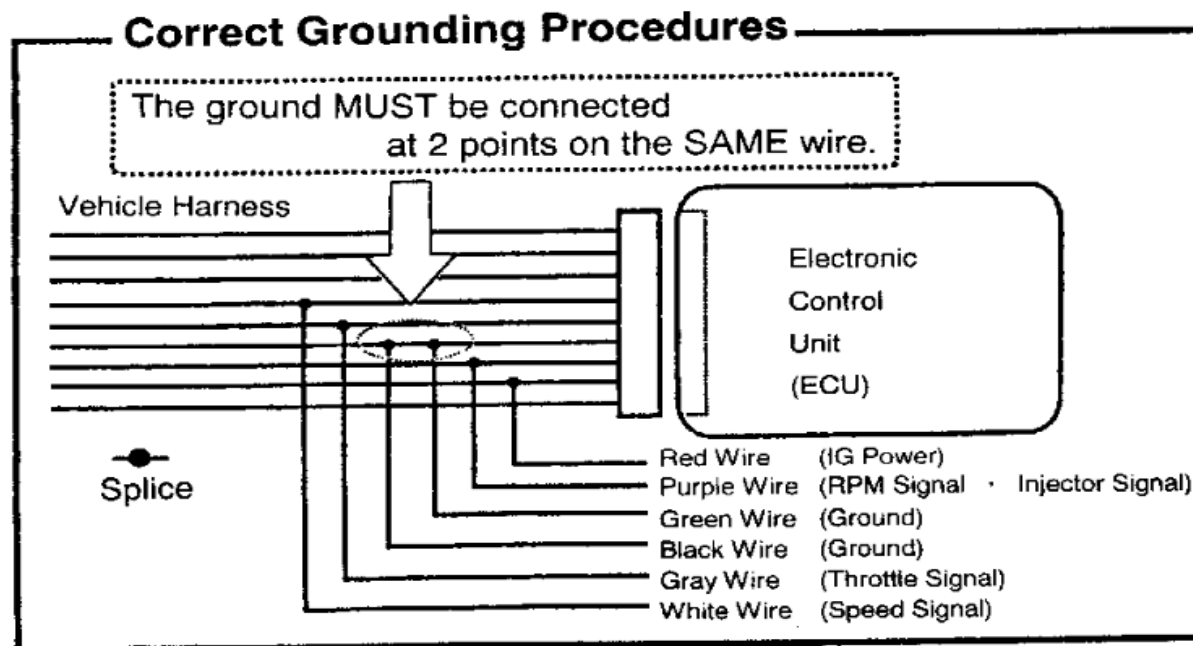 Correct Grounding Procedures
The ground MUST be connected
at 2 points on the SAME wire.
Vehicle Harness
Electronic
Control
Unit
(ECU)
Splice
Red Wire (IG Power)
Purple Wire (RPM Signal ・ Injector Signal)
Green Wire (Ground)
Black Wire (Ground)
Gray Wire (Throttle Signal)
White Wire (Speed Signal)